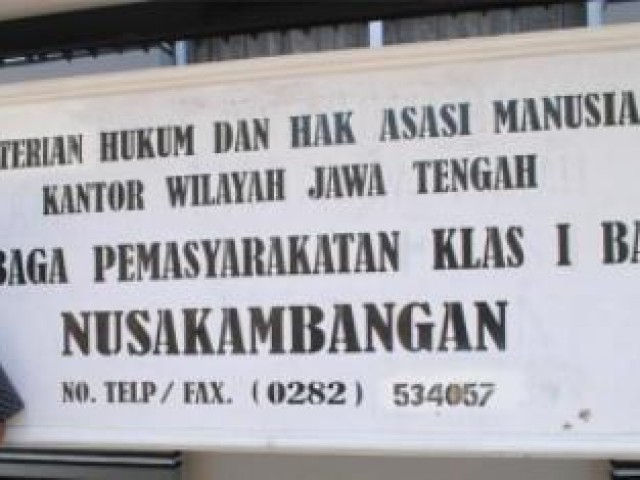 TERIAN HUKUM DAN HAK ASASI MANUSIA
KANTOR WILAYAH JAWA TENGAH
BAGA PEMASYARAKATAN KLAS I BA
NUSAKAMBANGAN
NO. TELP / FAX. ( 0282 ) 534057